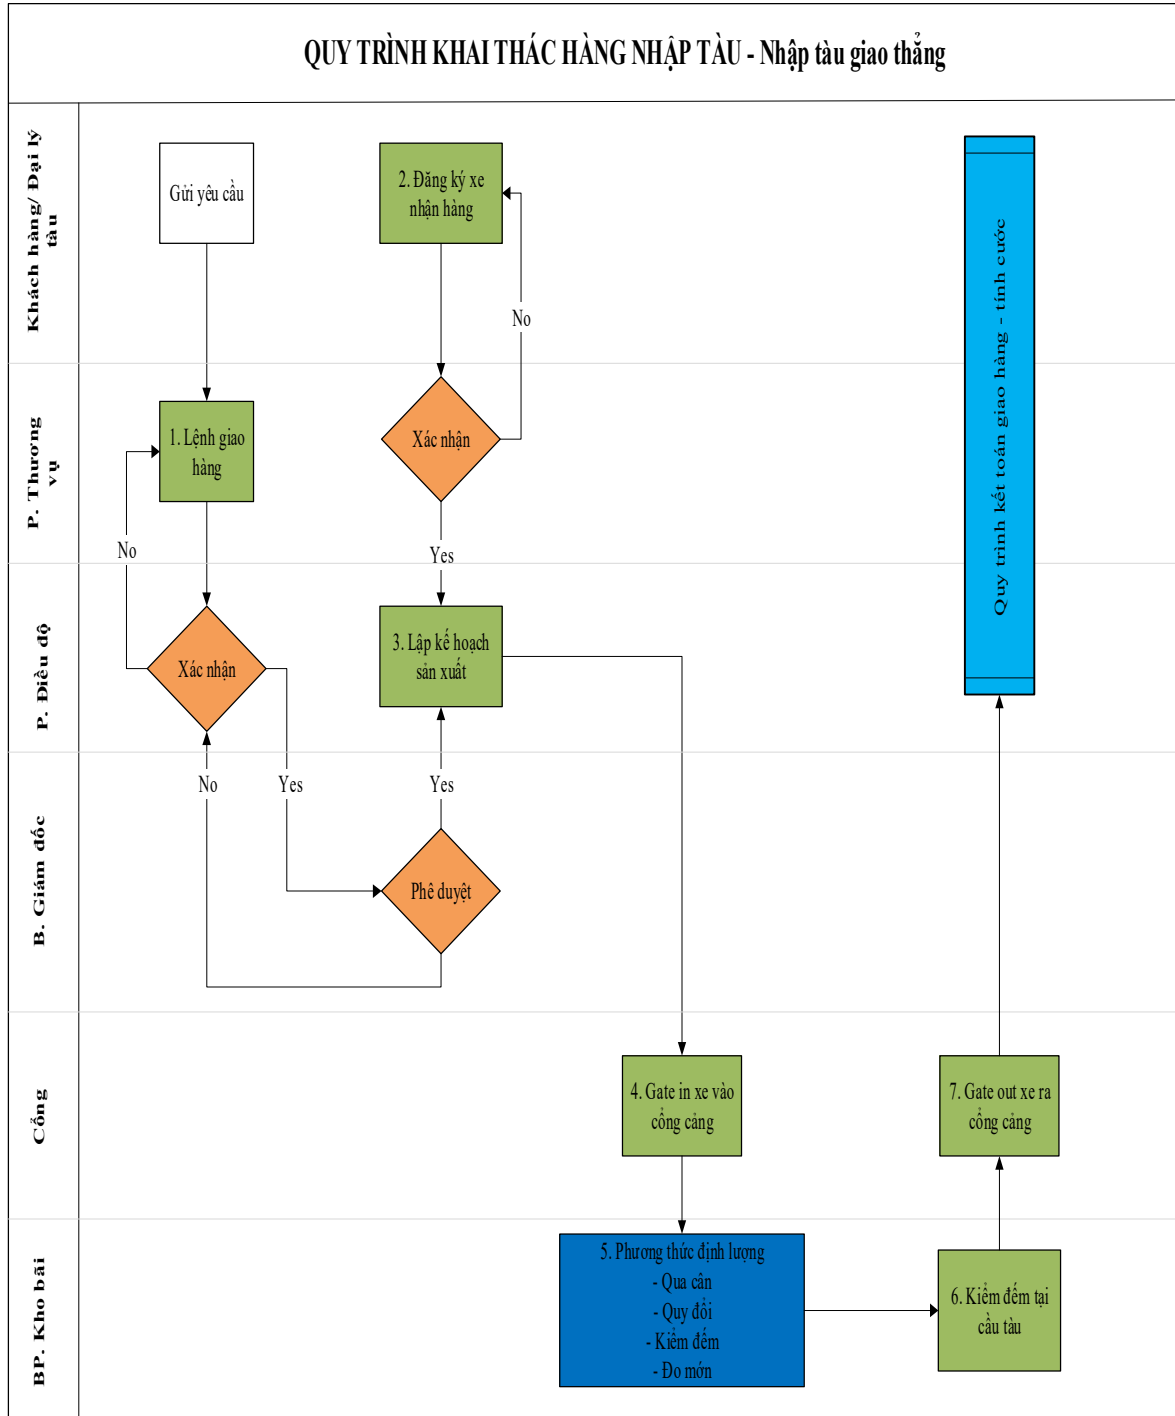 QUY TRÌNH KHAI THÁC HÀNG NHẬP TÀU - Nhập tàu giao thẳng
Khách hàng/ Đại lý
tàu
Gửi yêu cầu
2. Đăng ký xe
nhận hàng
No
Quy trình kết toán giao hàng - tính cước
P. Thương
vụ
1. Lệnh giao
hàng
Xác nhận
No
Yes
P. Điều độ
Xác nhận
3. Lập kế hoạch
sản xuất
No
Yes
Yes
B. Giám đốc
Phê duyệt
Cổng
4. Gate in xe vào
cổng cảng
7. Gate out xe ra
cổng cảng
BP. Kho bãi
5. Phương thức định lượng
- Qua cân
- Quy đổi
- Kiểm đếm
- Đo mớn
6. Kiểm đếm tại
cầu tàu